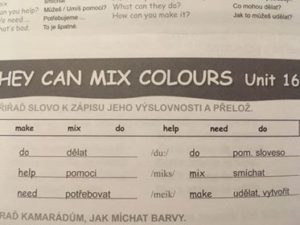 you help? Můžeš / Umíš pomoci? What can they do? Co mohou dělat?
need... Potřebujeme ... How can you make it? Jak to můžeš udělat?
that's bad. To je špatné.
HEY CAN MIX COLOURS Unit 16
PŘIŘAĎ SLOVO K ZÁPISU JEHO VÝSLOVNOSTI A PŘELOŽ.
make mix do help need do
do dělat /du:/ do pom. sloveso
help pomoci /miks/ mix smíchat
need potřebovat /meik/ make udělat, vytvořit
RAĎ KAMARÁDŮM, JAK MÍCHAT BARVY.